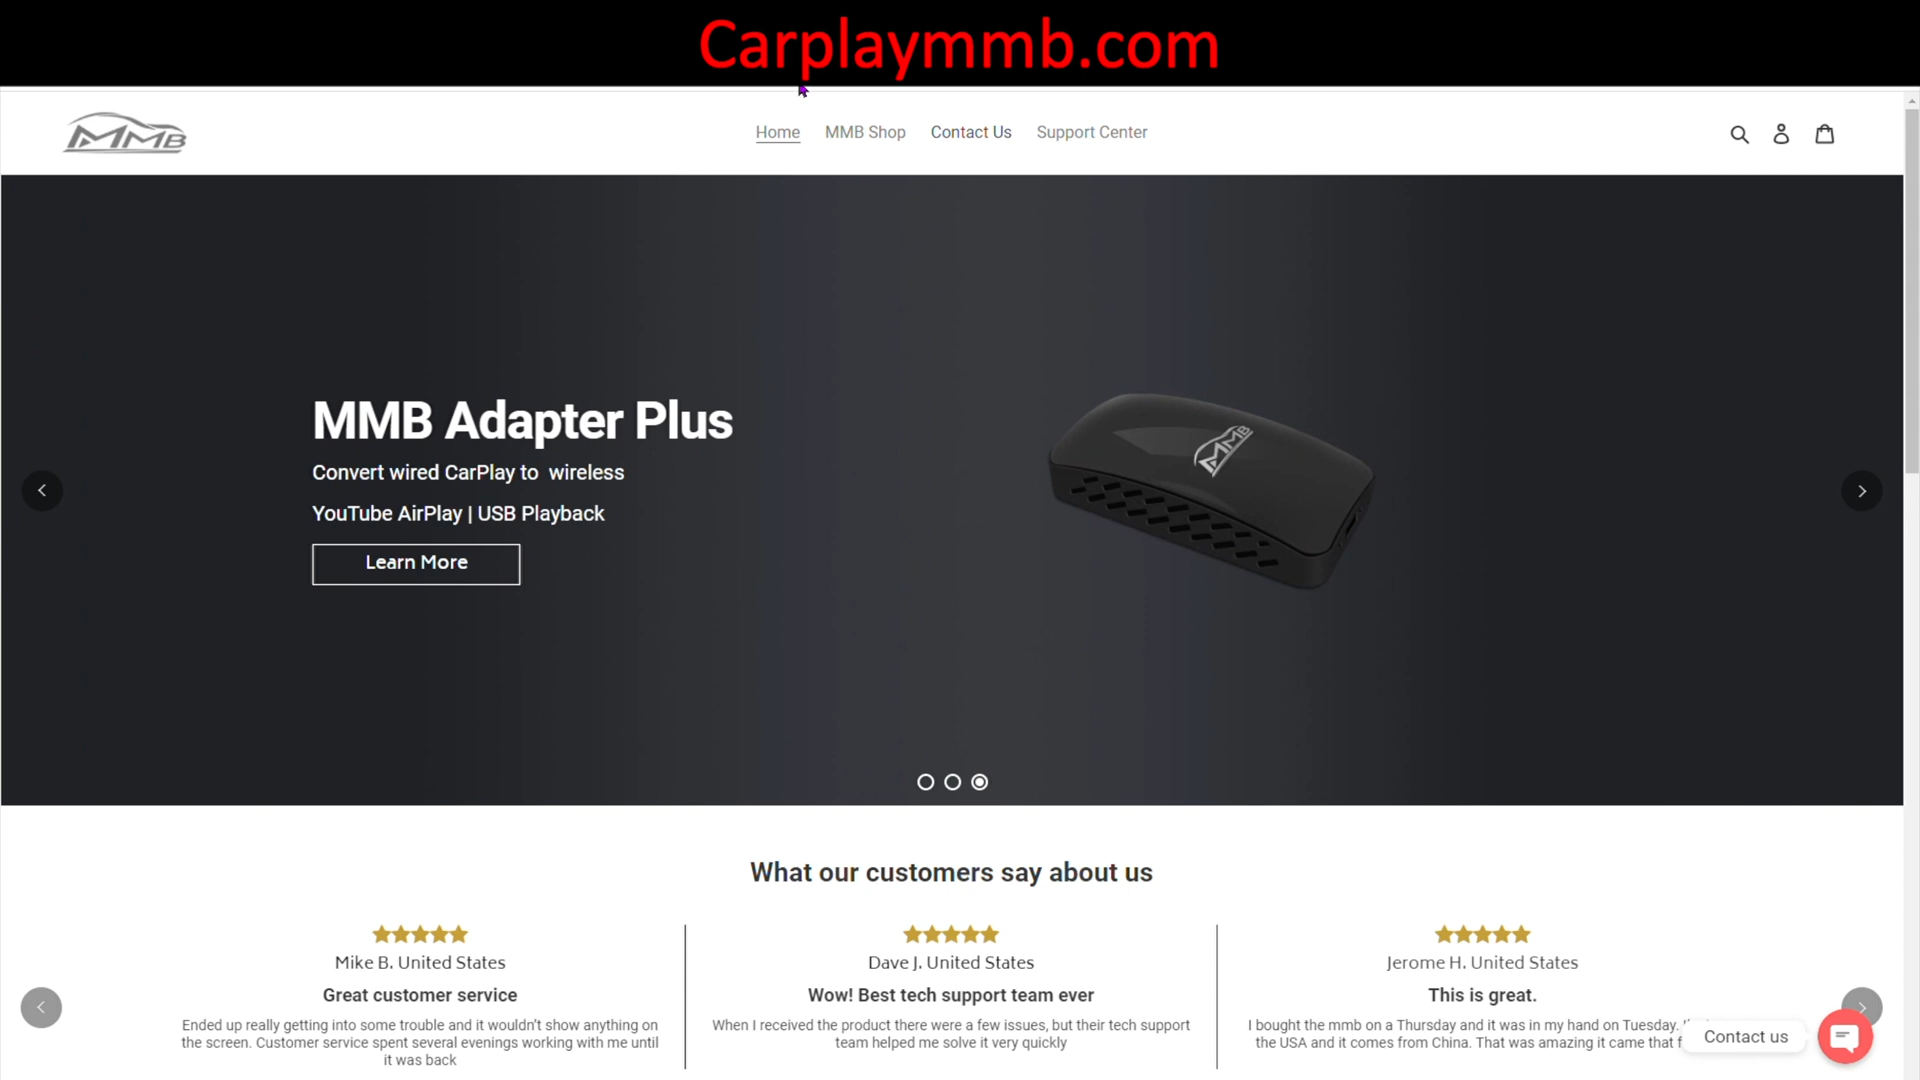 Carplaymmb.com
MMB
Home MMB Shop Contact Us Support Center
MMB Adapter Plus
Convert wired CarPlay to wireless
YouTube AirPlay | USB Playback
Learn More
MMB
What our customers say about us
Mike B. United States
Great customer service
Ended up really getting into some trouble and it wouldn't show anything on
the screen. Customer service spent several evenings working with me until
it was back
Dave J. United States
Wow! Best tech support team ever
When I received the product there were a few issues, but their tech support
team helped me solve it very quickly
Jerome H. United States
This is great.
I bought the mmb on a Thursday and it was in my hand on Tuesday.
the USA and it comes from China. That was amazing it came that
Contact us